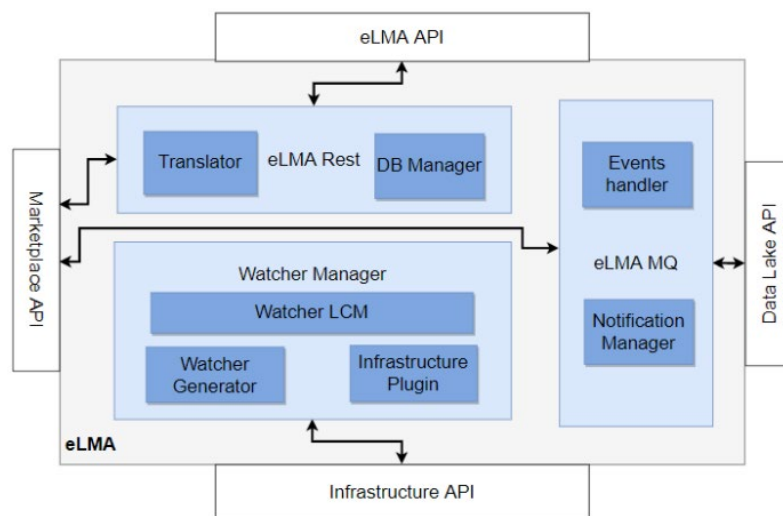 eLMA API
Translator
eLMA Rest
DB Manager
Events
handler
Marketplace API
Data Lake API
eLMA MQ
Watcher Manager
Watcher LCM
Watcher
Generator
Infrastructure
Plugin
Notification
Manager
eLMA
Infrastructure API